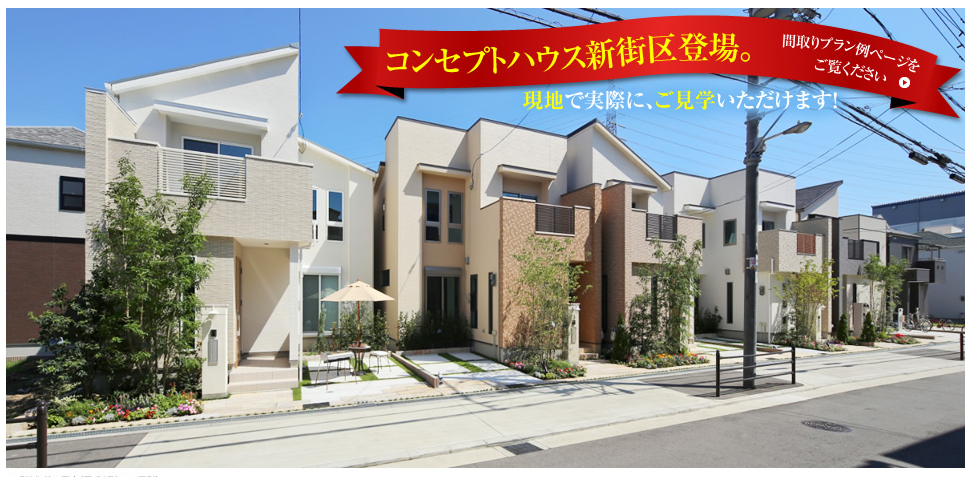 コンセプトハウス新街区登場。
間取りプラン例ページを
ご覧ください
現地で実際に、ご見学いただけます!